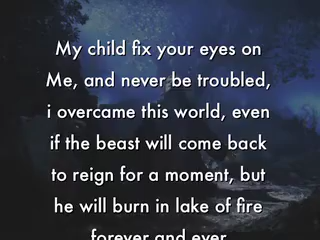 My child fix your eyes on
Me, and never be troubled,
i overcame this world, even
if the beast will come back
to reign for a moment, but
he will burn in lake of fire
forever and ever